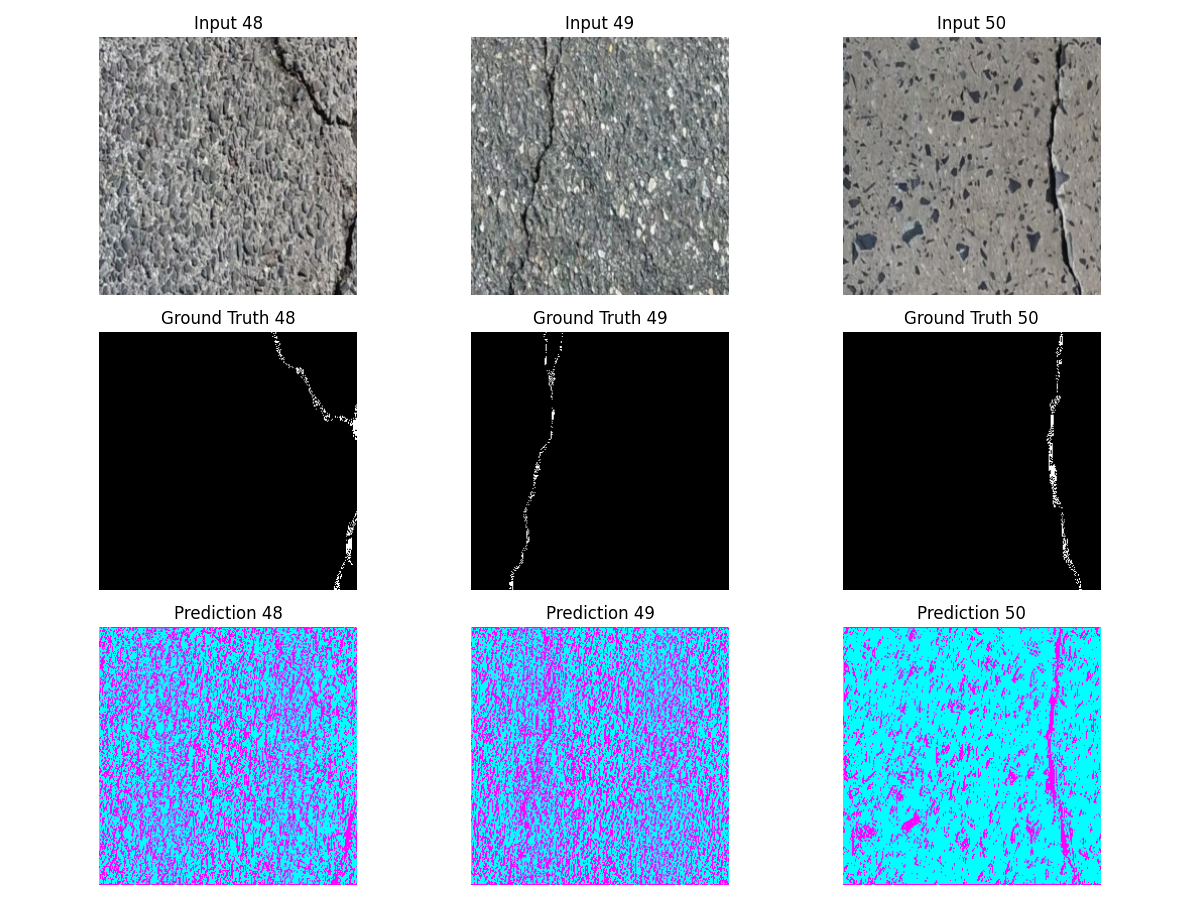 Input 48
Input 49
Input 50
Ground Truth 48
Ground Truth 49
Ground Truth 50
Prediction 48
Prediction 49
Prediction 50